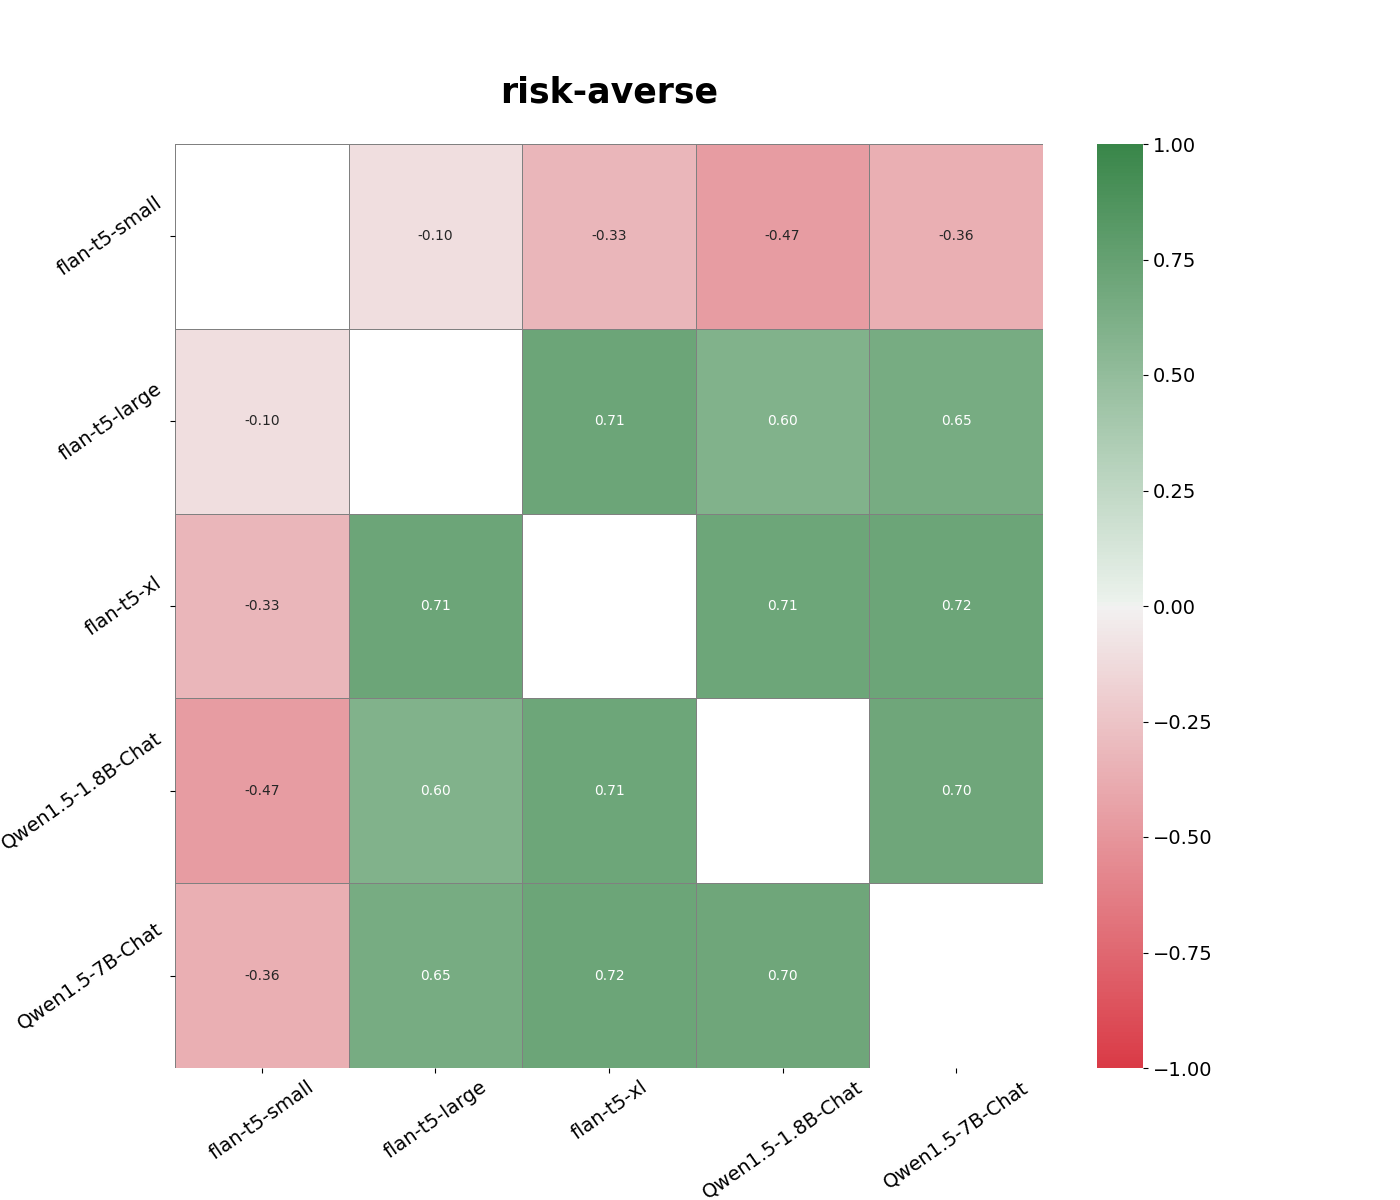 risk-averse
flan-t5-small
-0.10
-0.33
-0.47
-0.36
flan-t5-large
-0.10
0.71
0.60
0.65
flan-t5-xl
-0.33
0.71
0.71
0.72
Qwen1.5-1.8B-Chat
-0.47
0.60
0.71
0.70
Qwen1.5-7B-Chat
-0.36
0.65
0.72
0.70
flan-t5-small
flan-t5-large
flan-t5-xl
Qwen1.5-1.8B-Chat
Qwen1.5-7B-Chat
1.00
0.75
0.50
0.25
0.00
−0.25
−0.50
−0.75
−1.00